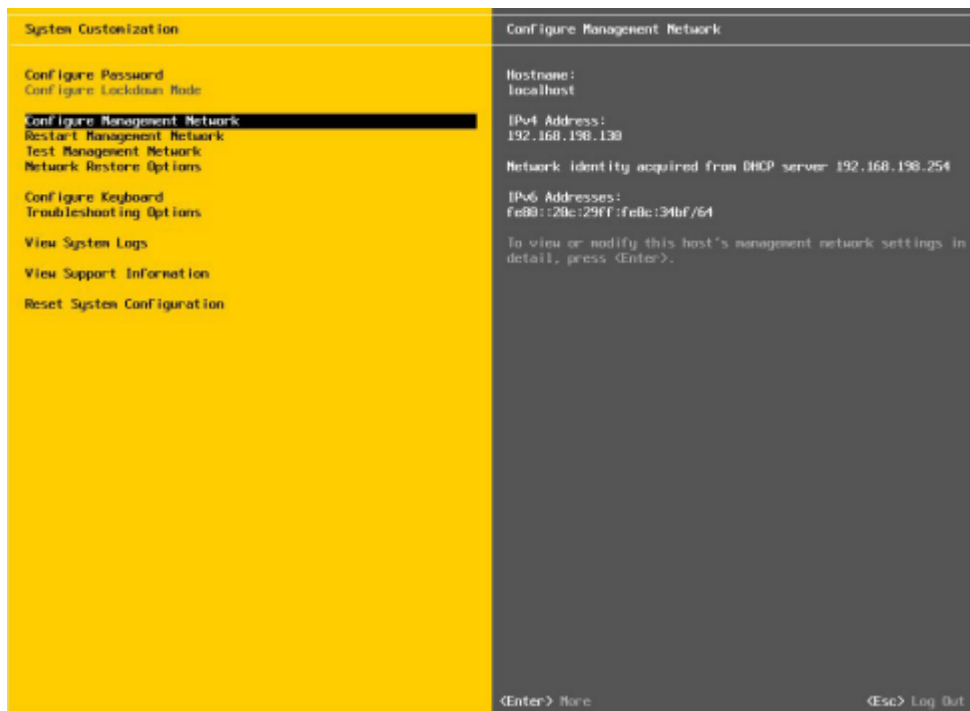 System Customization
Configure Password
Configure Lockdown Mode
Configure Management Network
Restart Management Network
Test Management Network
Network Restore Options
Configure Keyboard
Troubleshooting Options
View System Logs
View Support Information
Reset System Configuration
Configure Management Network
Hostname:
localhost
IPv4 Address:
192.168.198.130
Network identity acquired from DHCP server 192.168.198.254
IPv6 Addresses:
fe80::20c:29ff:fe8c:34bf/64
To view or modify this host's management network settings in
detail, press <Enter>.
<Enter> More
<Esc> Log Out